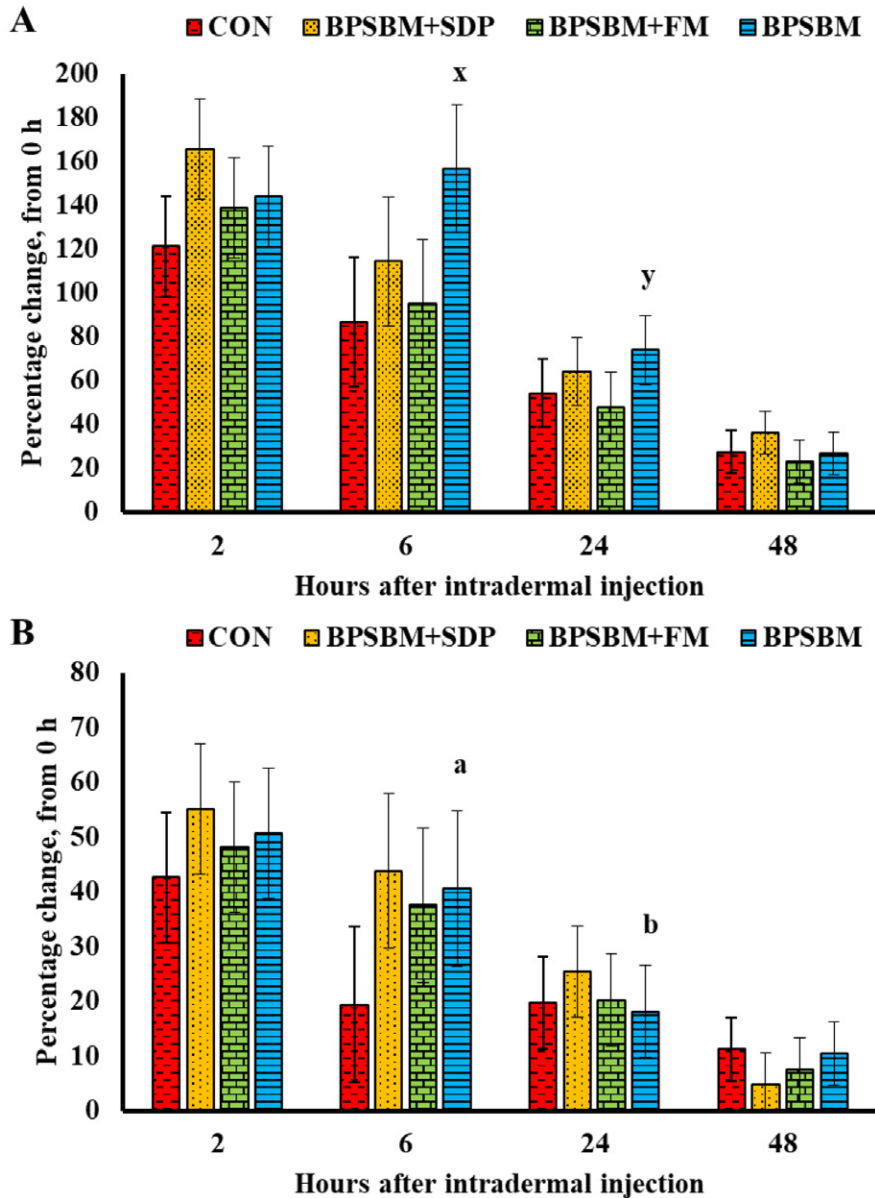 A
CON BPSBM+SDP BPSBM+FM BPSBM
Percentage change, from 0 h
200
180
160
140
120
100
80
60
40
20
0
x
y
2 6 24 48
Hours after intradermal injection
B
CON BPSBM+SDP BPSBM+FM BPSBM
Percentage change, from 0 h
80
70
60
50
40
30
20
10
0
a
b
2 6 24 48
Hours after intradermal injection